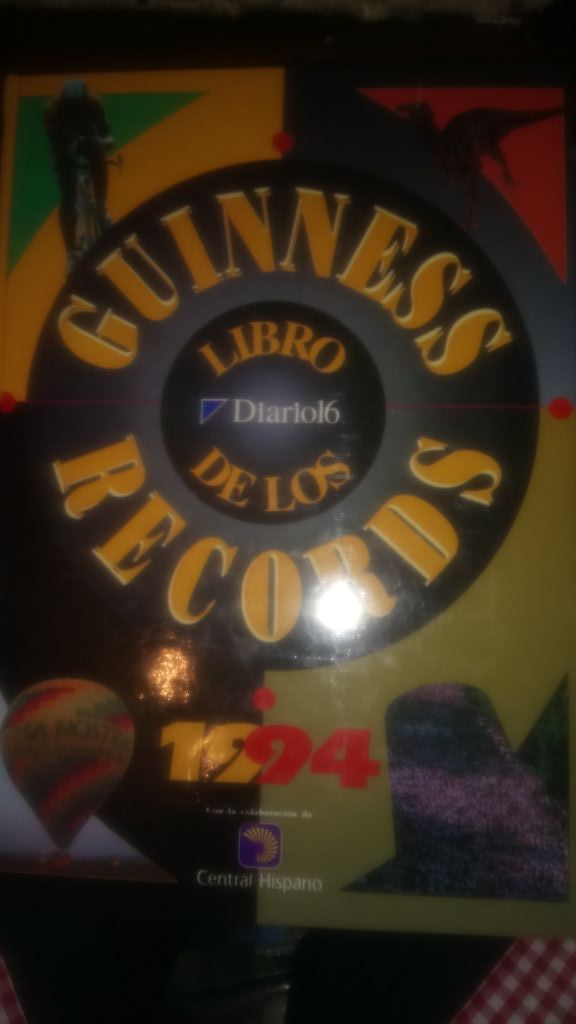 GUINNESS
LIBRO
Diario16
DE LOS
RECORDS
1994
Con la colaboración de
Central Hispano